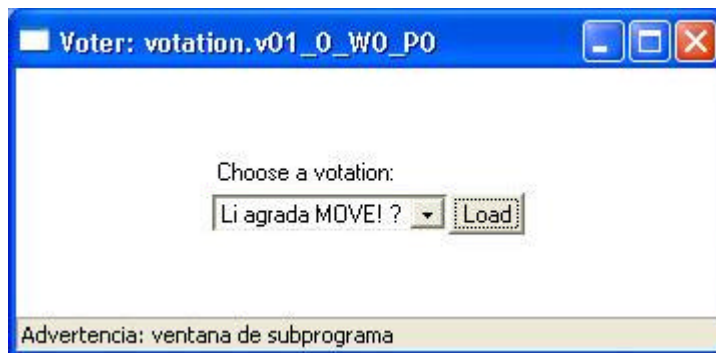 Voter: votation.v01_0_W0_P0
Choose a votation:
Li agrada MOVE! ? Load
Advertencia: ventana de subprograma